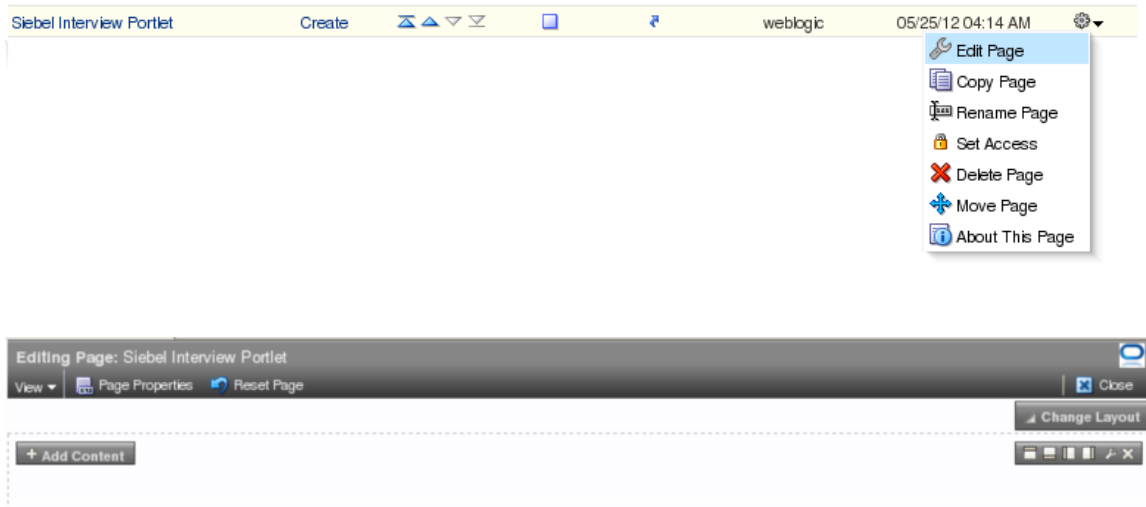 Siebel Interview Portlet Create weblogic 05/25/12 04:14 AM
Edit Page
Copy Page
Rename Page
Set Access
Delete Page
Move Page
About This Page
Editing Page: Siebel Interview Portlet
View Page Properties Reset Page Close
Change Layout
+ Add Content